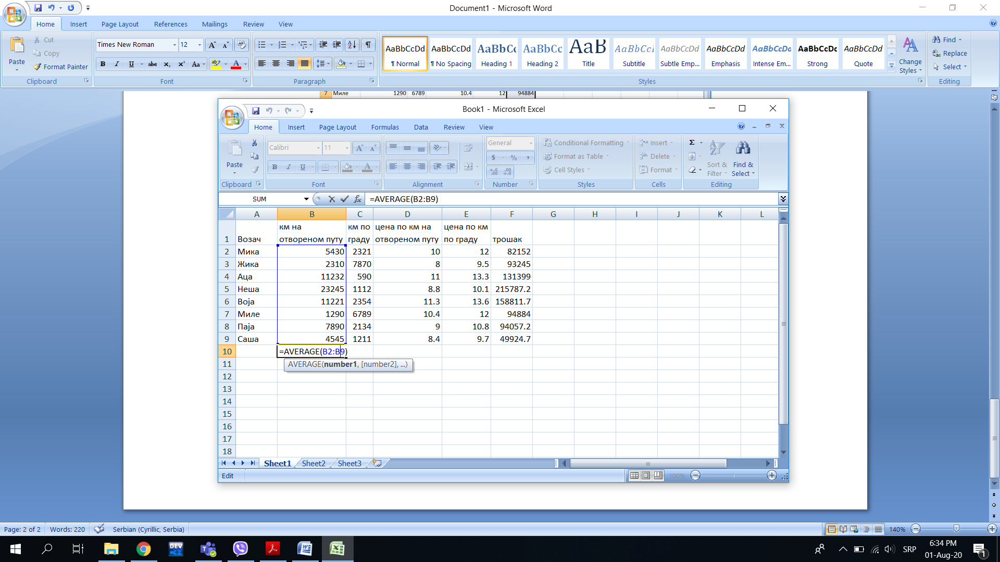 Document1 - Microsoft Word
Home Insert Page Layout References Mailings Review View
Paste Cut Copy Format Painter
Times New Roman 12
B I U abc x₂ x² Aa
AaBbCcDd AaBbCcDd AaBbCc AaBbCc AaB AaBbCcI AaBbCcDd AaBbCcDd AaBbCcDd AaBbCcDc AaBbCcDd
¶ Normal ¶ No Spacing Heading 1 Heading 2 Title Subtitle Subtle Emp... Emphasis Intense Em... Strong Quote
Change Styles
Find Replace Select
Clipboard Font Paragraph Styles Editing
7 Миле 1290 6789 10.4 12 94884
Book1 - Microsoft Excel
Home Insert Page Layout Formulas Data Review View
Paste Calibri 11 General Conditional Formatting Insert Σ
B I U A $ % , Format as Table Delete
Cell Styles Format
Sort & Filter Find & Select
Clipboard Font Alignment Number Styles Cells Editing
SUM fx =AVERAGE(B2:B9)
A B C D E F G H I J K L
1 Возач км на отвореном путу км по граду цена по км на отвореном путу цена по км по граду трошак
2 Мика 5430 2321 10 12 82152
3 Жика 2310 7870 8 9.5 93245
4 Аца 11232 590 11 13.3 131399
5 Неша 23245 1112 8.8 10.1 215787.2
6 Воја 11221 2354 11.3 13.6 158811.7
7 Миле 1290 6789 10.4 12 94884
8 Паја 7890 2134 9 10.8 94057.2
9 Саша 4545 1211 8.4 9.7 49924.7
10 =AVERAGE(B2:B9)
11 AVERAGE(number1, [number2], ...)
12
13
14
15
16
17
18
Sheet1 Sheet2 Sheet3
Edit 100%
Page: 2 of 2 Words: 220 Serbian (Cyrillic, Serbia) 140%
DEV SRP 6:34 PM
01-Aug-20 1